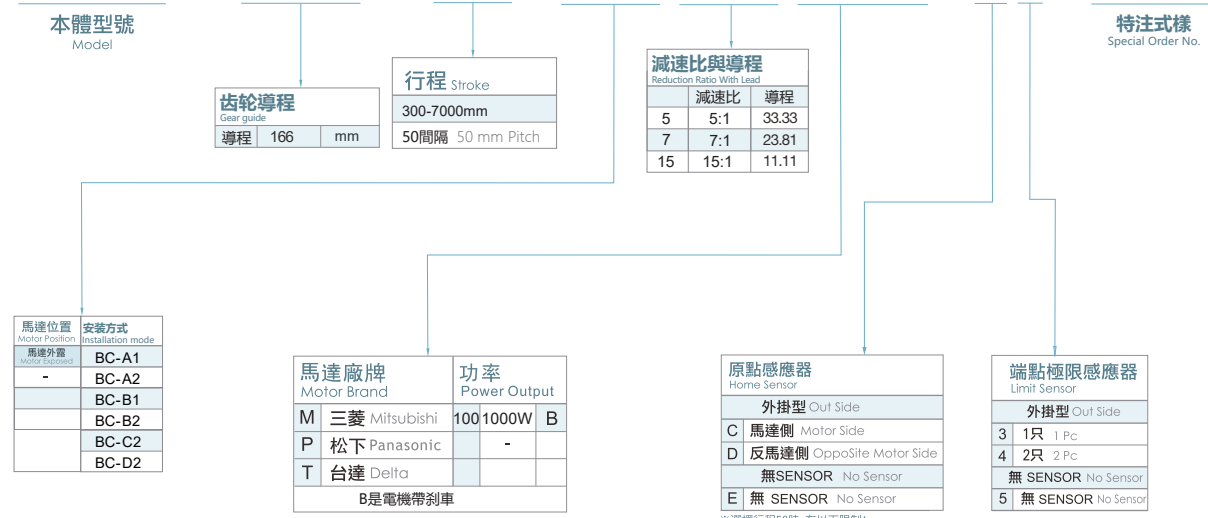 本體型號
Model
特注式樣
Special Order No.
齿轮導程
Gear guide
導程 166 mm
行程 Stroke
300-7000mm
50間隔 50 mm Pitch
減速比與導程
Reduction Ratio With Lead
減速比 導程
5 5:1 33.33
7 7:1 23.81
15 15:1 11.11
馬達位置 安装方式
Motor Position Installation mode
馬達外露
Motor Exposed
BC-A1
- BC-A2
BC-B1
BC-B2
BC-C2
BC-D2
馬達廠牌 功率
Motor Brand Power Output
M 三菱 Mitsubishi 100 1000W B
P 松下 Panasonic -
T 台達 Delta
B是電機帶刹車
原點感應器
Home Sensor
外掛型 Out Side
C 馬達側 Motor Side
D 反馬達側 OppoSite Motor Side
無SENSOR No Sensor
E 無 SENSOR No Sensor
端點極限感應器
Limit Sensor
外掛型 Out Side
3 1只 1 Pc
4 2只 2 Pc
無 SENSOR No Sensor
5 無 SENSOR No Sensor